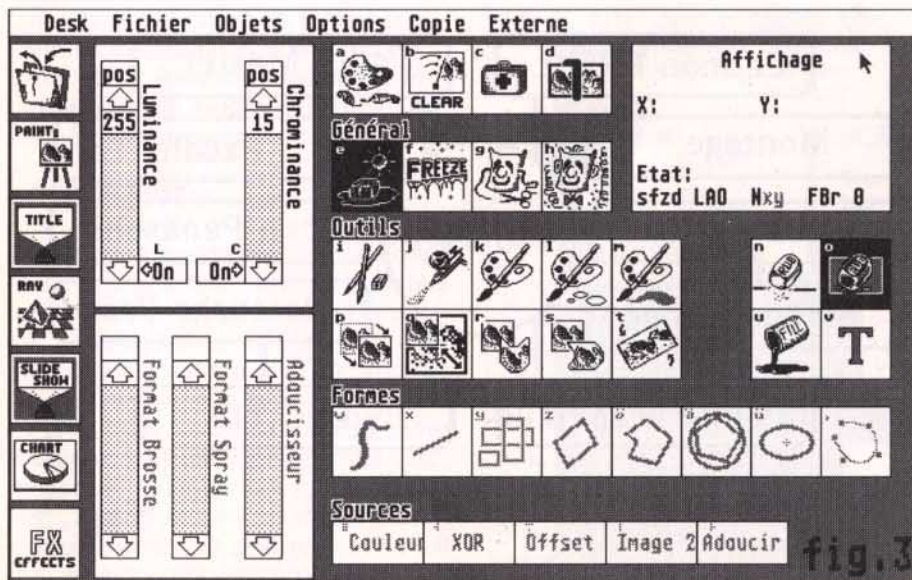 Desk Fichier Objets Options Copie Externe
PAINT:
TITLE
RAY
SLIDE SHOW
CHART
FX
EFFECTS
pos
255
Luminance
L
On
pos
15
Chrominance
C
On
Format Brosse
Format Spray
Adoucisseur
a b c d
CLEAR
Général
e f g h
FREEZE
Outils
i j k l m n o
RUB
p q r s t u v
FILL
T
Formes
w x y z
Sources
Couleur XOR Offset Image 2 Adoucir
Affichage
X: Y:
Etat:
sfzd LAO Nxy FBr 0
fig.3